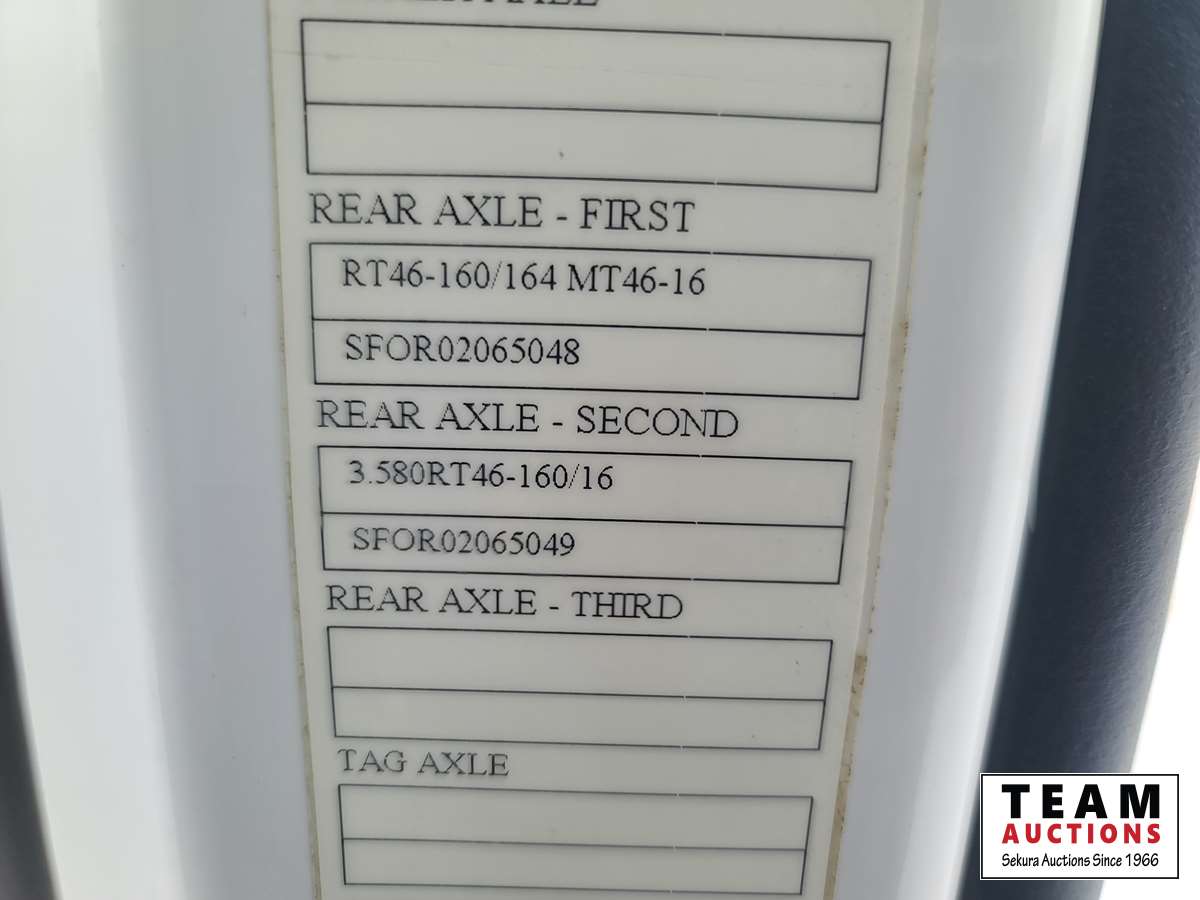 REAR AXLE - FIRST
RT46-160/164 MT46-16
SFOR02065048
REAR AXLE - SECOND
3.580RT46-160/16
SFOR02065049
REAR AXLE - THIRD
TAG AXLE
TEAM
AUCTIONS
Sekura Auctions Since 1966